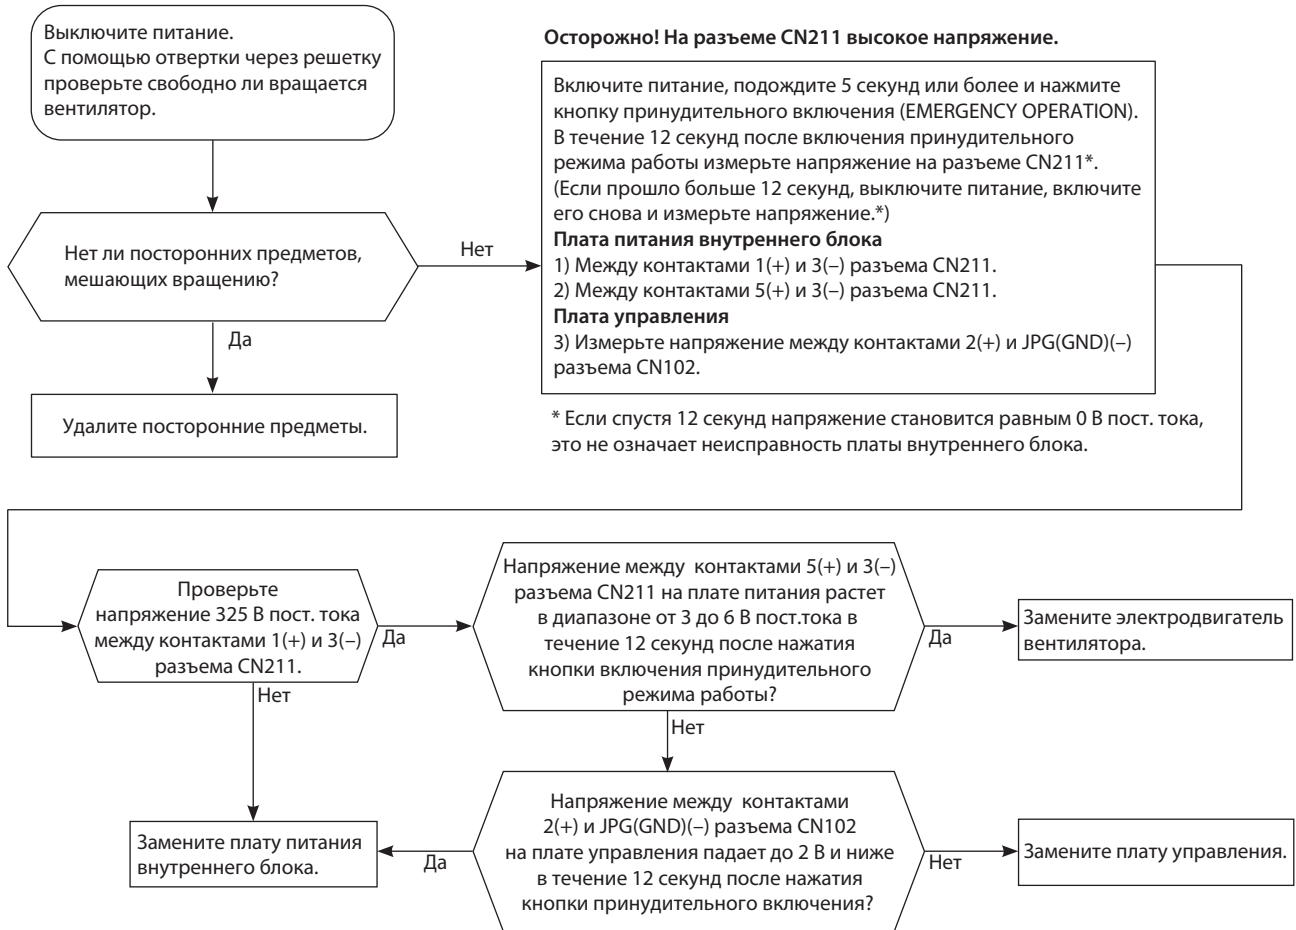 Выключите питание.
С помощью отвертки через решетку
проверьте свободно ли вращается
вентилятор.
Нет ли посторонних предметов,
мешающих вращению?
Нет
Да
Удалите посторонние предметы.
Осторожно! На разъеме CN211 высокое напряжение.
Включите питание, подождите 5 секунд или более и нажмите
кнопку принудительного включения (EMERGENCY OPERATION).
В течение 12 секунд после включения принудительного
режима работы измерьте напряжение на разъеме CN211*.
(Если прошло больше 12 секунд, выключите питание, включите
его снова и измерьте напряжение.*)
Плата питания внутреннего блока
1) Между контактами 1(+) и 3(–) разъема CN211.
2) Между контактами 5(+) и 3(–) разъема CN211.
Плата управления
3) Измерьте напряжение между контактами 2(+) и JPG(GND)(–)
разъема CN102.
* Если спустя 12 секунд напряжение становится равным 0 В пост. тока,
это не означает неисправность платы внутреннего блока.
Проверьте
напряжение 325 В пост. тока
между контактами 1(+) и 3(–)
разъема CN211.
Да
Нет
Напряжение между контактами 5(+) и 3(–)
разъема CN211 на плате питания растет
в диапазоне от 3 до 6 В пост.тока в
течение 12 секунд после нажатия
кнопки включения принудительного
режима работы?
Да
Нет
Замените электродвигатель
вентилятора.
Замените плату питания
внутреннего блока.
Да
Напряжение между контактами
2(+) и JPG(GND)(–) разъема CN102
на плате управления падает до 2 В и ниже
в течение 12 секунд после нажатия
кнопки принудительного включения?
Нет
Замените плату управления.